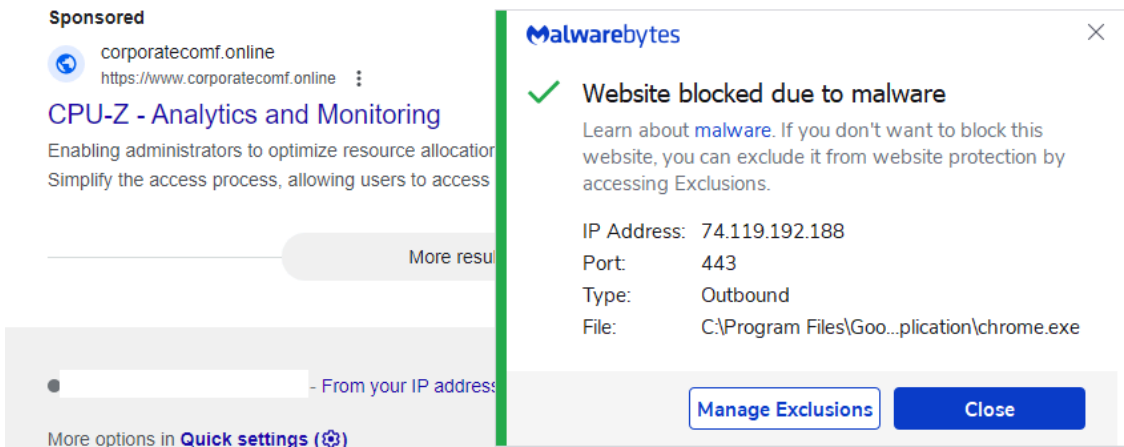 Sponsored
corporatecomf.online
https://www.corporatecomf.online
CPU-Z - Analytics and Monitoring
Enabling administrators to optimize resource allocation
Simplify the access process, allowing users to access
More resul
- From your IP address
More options in Quick settings
Malwarebytes
Website blocked due to malware
Learn about malware. If you don't want to block this
website, you can exclude it from website protection by
accessing Exclusions.
IP Address: 74.119.192.188
Port: 443
Type: Outbound
File: C:\Program Files\Goo...plication\chrome.exe
Manage Exclusions
Close